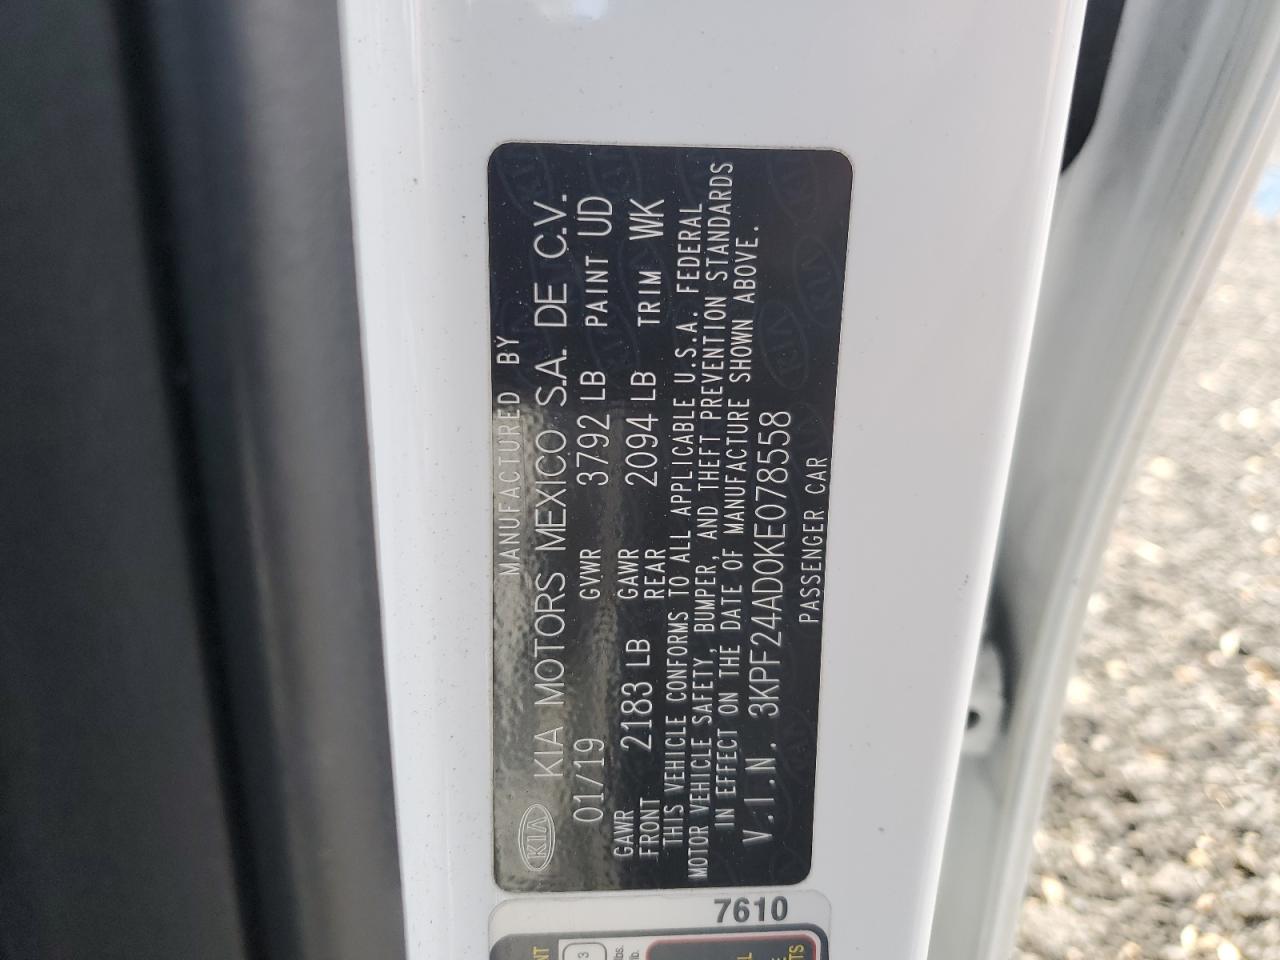 MANUFACTURED BY
KIA KIA MOTORS MEXICO S.A. DE C.V.
01/19 GVWR 3792 LB PAINT UD
GAWR FRONT 2183 LB GAWR REAR 2094 LB TRIM WK
THIS VEHICLE CONFORMS TO ALL APPLICABLE U.S.A. FEDERAL
MOTOR VEHICLE SAFETY, BUMPER, AND THEFT PREVENTION STANDARDS
IN EFFECT ON THE DATE OF MANUFACTURE SHOWN ABOVE.
V.I.N. 3KPF24AD0KE078558
PASSENGER CAR
7610
3